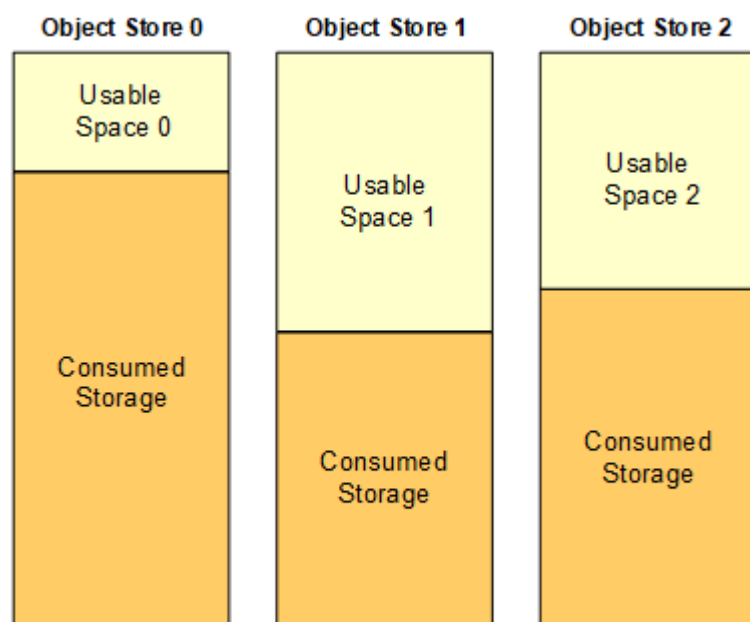 Object Store 0
Object Store 1
Object Store 2
Usable
Space 0
Usable
Space 1
Usable
Space 2
Consumed
Storage
Consumed
Storage
Consumed
Storage